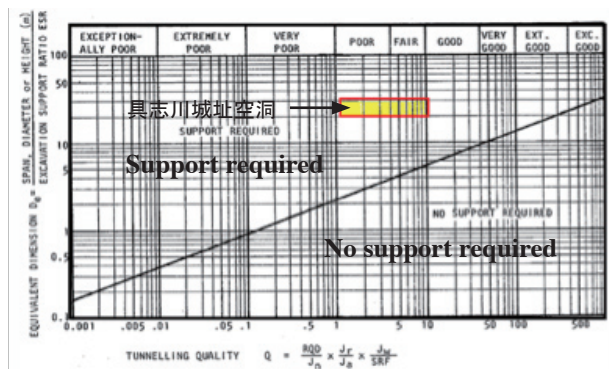 EXCEPTION-
ALLY POOR
EXTREMELY
POOR
VERY
POOR
POOR
FAIR
GOOD
VERY
GOOD
EXT.
GOOD
EXC.
GOOD
EQUIVALENT DIMENSION De = SPAN, DIAMETER or HEIGHT (m)
EXCAVATION SUPPORT RATIO ESR
100
50
10
5
1
0.5
0.1
具志川城址空洞
SUPPORT REQUIRED
Support required
NO SUPPORT REQUIRED
No support required
0.001 .005 .01 .05 .1 .5 1 5 10 50 100 500
TUNNELLING QUALITY Q = RQD/Jn x Jr/Ja x Jw/SRF